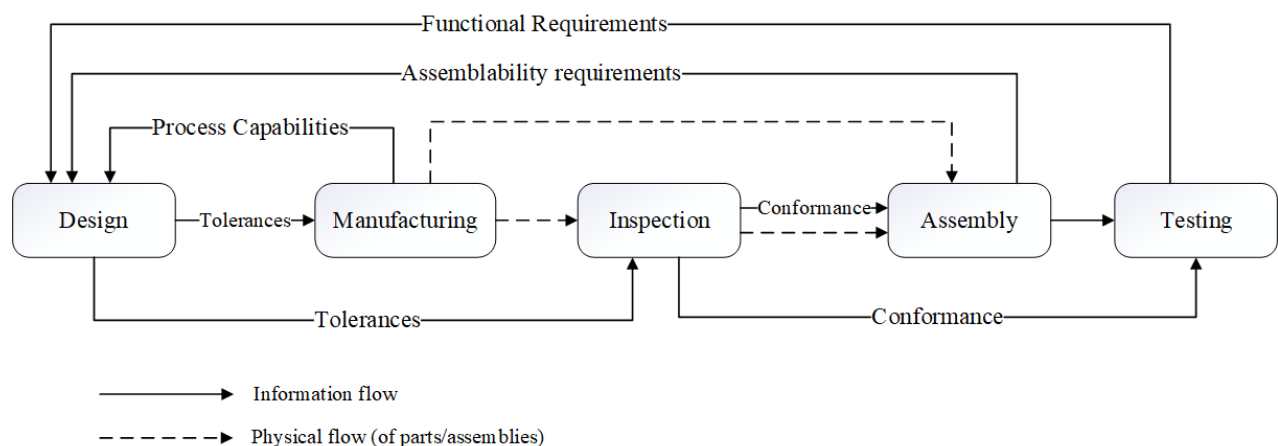 Functional Requirements
Assemblability requirements
Process Capabilities
Design
Tolerances
Manufacturing
Inspection
Conformance
Assembly
Testing
Tolerances
Conformance
Information flow
Physical flow (of parts/assemblies)